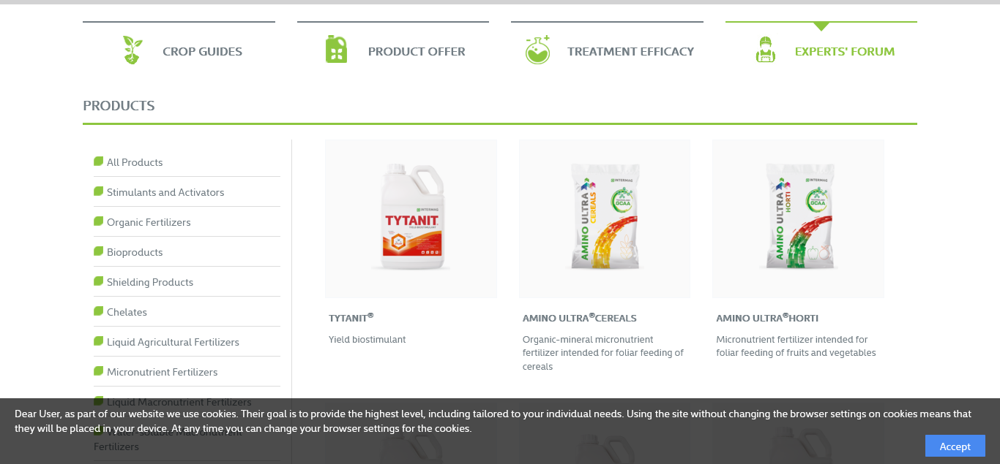 CROP GUIDES
PRODUCT OFFER
TREATMENT EFFICACY
EXPERTS' FORUM
PRODUCTS
All Products
Stimulants and Activators
Organic Fertilizers
Bioproducts
Shielding Products
Chelates
Liquid Agricultural Fertilizers
Micronutrient Fertilizers
Liquid Macronutrient Fertilizers
Water-soluble Macronutrient
Fertilizers
INTERMAG
TYTANIT
YIELD BIOSTIMULANT
TYTANIT®
Yield biostimulant
INTERMAG
AMINO ULTRA
CEREALS
GCAA
AMINO ULTRA®CEREALS
Organic-mineral micronutrient
fertilizer intended for foliar feeding of
cereals
INTERMAG
AMINO ULTRA
HORTI
GCAA
AMINO ULTRA®HORTI
Micronutrient fertilizer intended for
foliar feeding of fruits and vegetables
Dear User, as part of our website we use cookies. Their goal is to provide the highest level, including tailored to your individual needs. Using the site without changing the browser settings on cookies means that
they will be placed in your device. At any time you can change your browser settings for the cookies.
Accept